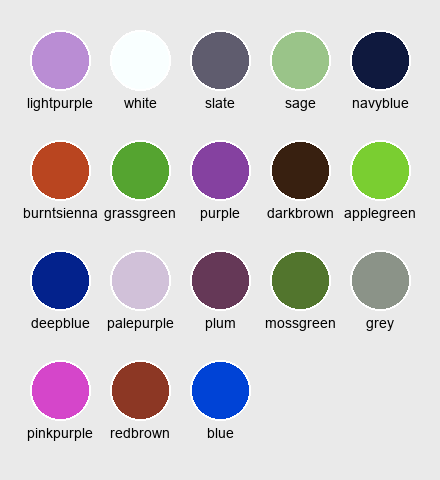 lightpurple white slate sage navyblue
burntsienna grassgreen purple darkbrown applegreen
deepblue palepurple plum mossgreen grey
pinkpurple redbrown blue